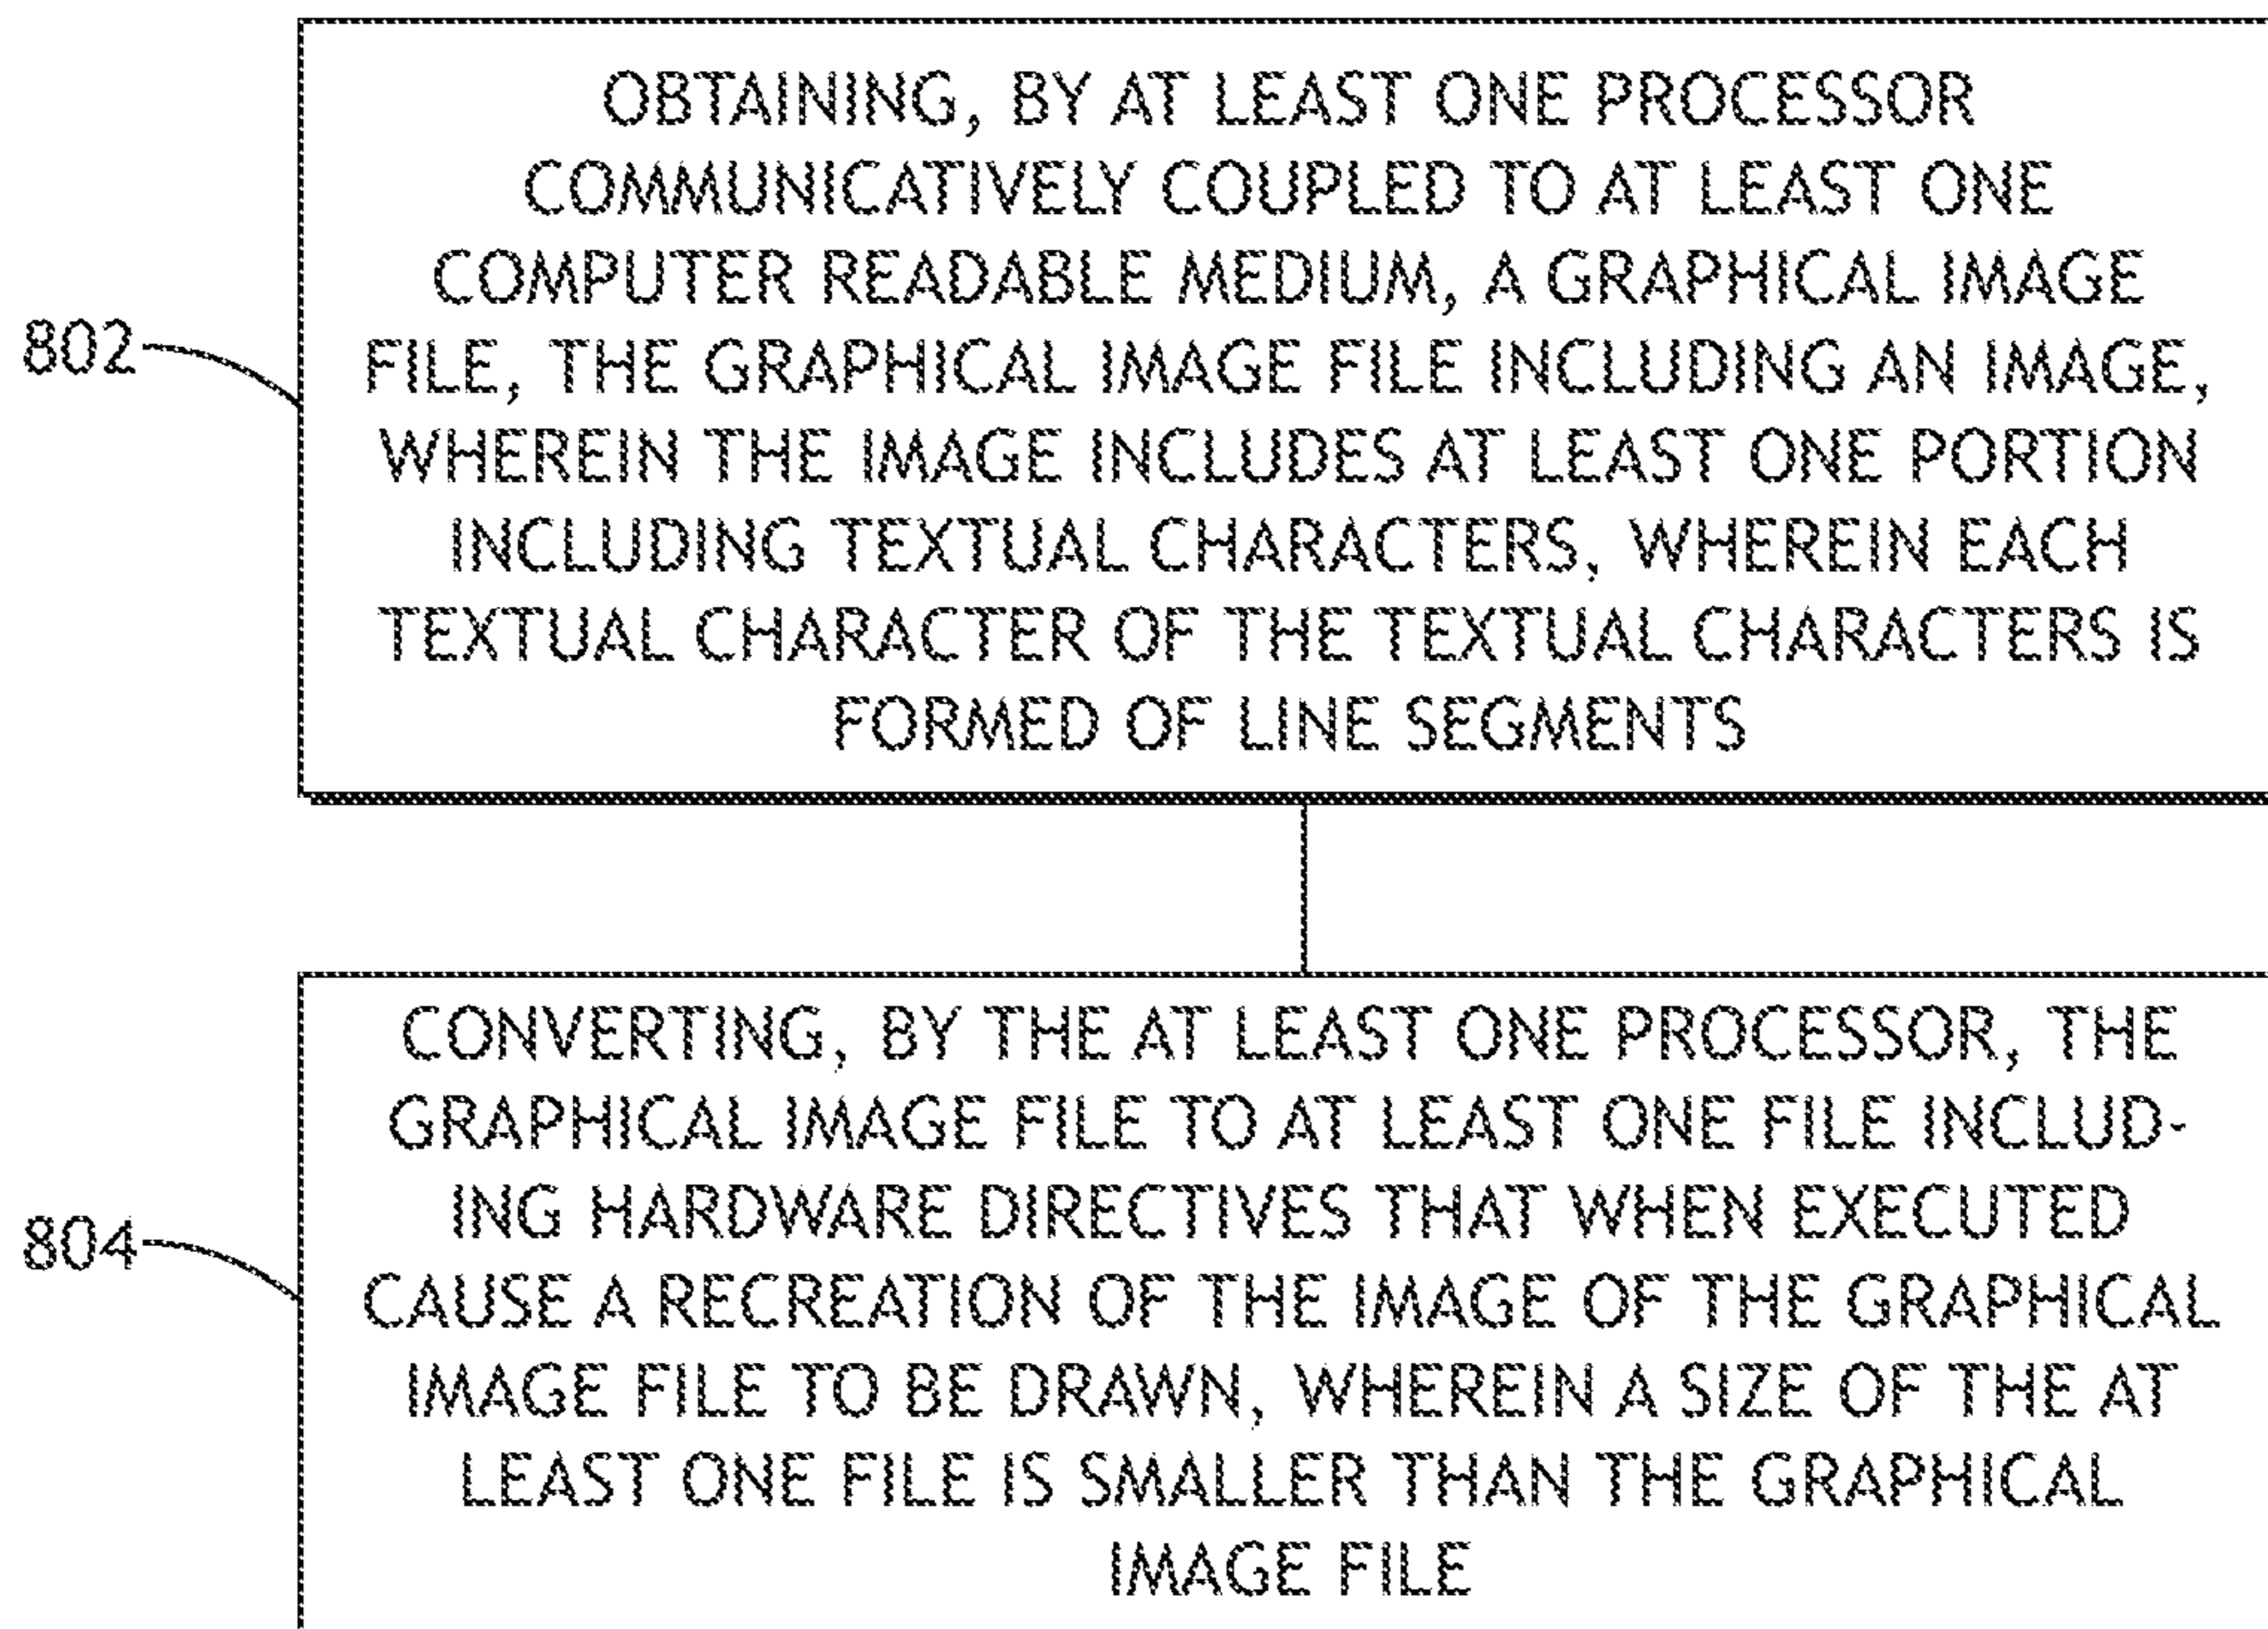 OBTAINING, BY AT LEAST ONE PROCESSOR
COMMUNICATIVELY COUPLED TO AT LEAST ONE
COMPUTER READABLE MEDIUM, A GRAPHICAL IMAGE
802
FILE, THE GRAPHICAL IMAGE FILE INCLUDING AN IMAGE,
WHEREIN THE IMAGE INCLUDES AT LEAST ONE PORTION
INCLUDING TEXTUAL CHARACTERS, WHEREIN EACH
TEXTUAL CHARACTER OF THE TEXTUAL CHARACTERS IS
FORMED OF LINE SEGMENTS
CONVERTING, BY THE AT LEAST ONE PROCESSOR, THE
GRAPHICAL IMAGE FILE TO AT LEAST ONE FILE INCLUD-
ING HARDWARE DIRECTIVES THAT WHEN EXECUTED
804
CAUSE A RECREATION OF THE IMAGE OF THE GRAPHICAL
IMAGE FILE TO BE DRAWN, WHEREIN A SIZE OF THE AT
LEAST ONE FILE IS SMALLER THAN THE GRAPHICAL
IMAGE FILE